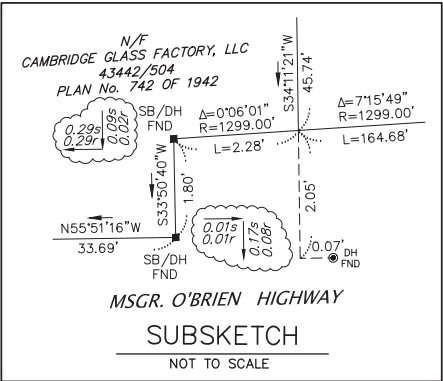 N/F
CAMBRIDGE GLASS FACTORY, LLC
43442/504
PLAN No. 742 OF 1942
S34°11'21"W
45.74'
Δ=0°06'01"
R=1299.00'
L=2.28'
Δ=7°15'49"
R=1299.00'
L=164.68'
SB/DH
FND
0.29s
0.29r
0.09s
0.02r
S33°50'40"W
1.80'
0.01s
0.01r
0.17s
0.08r
2.05'
0.07'
DH
FND
N55°51'16"W
33.69'
SB/DH
FND
MSGR. O'BRIEN HIGHWAY
SUBSKETCH
NOT TO SCALE